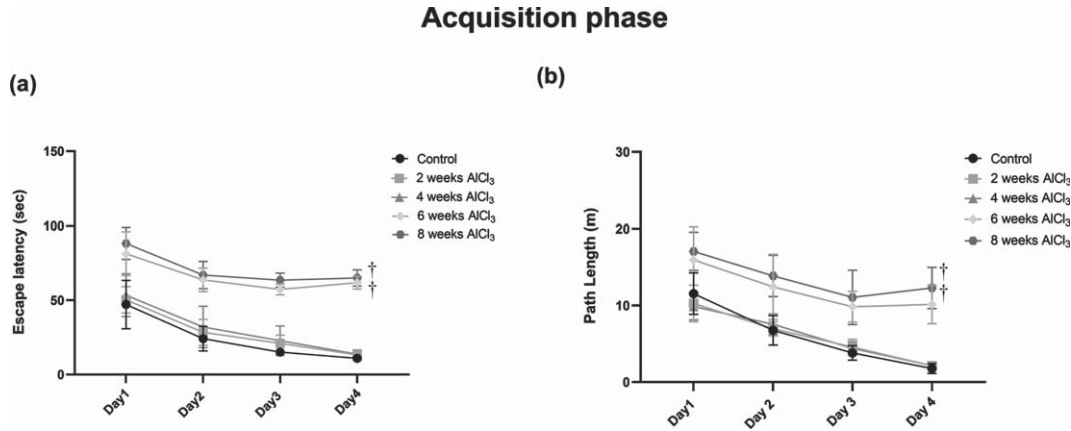 Acquisition phase
(a)
Escape latency (sec)
150
100
50
0
Day1
Day2
Day3
Day4
Control
2 weeks AlCl₃
4 weeks AlCl₃
6 weeks AlCl₃
8 weeks AlCl₃
†
†
(b)
Path Length (m)
30
20
10
0
Day1
Day 2
Day 3
Day 4
Control
2 weeks AlCl₃
4 weeks AlCl₃
6 weeks AlCl₃
8 weeks AlCl₃
†
†